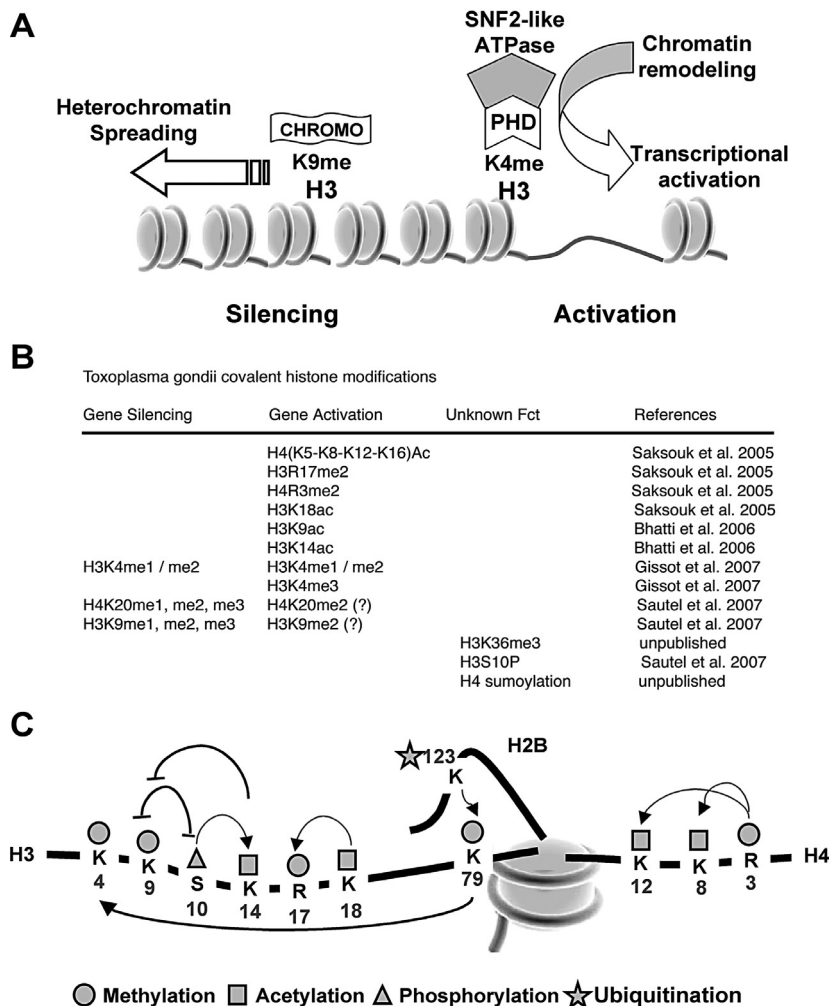 A
SNF2-like
ATPase
Chromatin
remodeling
Heterochromatin
Spreading
CHROMO
PHD
K9me
K4me
Transcriptional
activation
H3
H3
Silencing
Activation
B
Toxoplasma gondii covalent histone modifications
Gene Silencing Gene Activation Unknown Fct References
H4(K5-K8-K12-K16)Ac Saksouk et al. 2005
H3R17me2 Saksouk et al. 2005
H4R3me2 Saksouk et al. 2005
H3K18ac Saksouk et al. 2005
H3K9ac Bhatti et al. 2006
H3K14ac Bhatti et al. 2006
H3K4me1 / me2 H3K4me1 / me2 Gissot et al. 2007
H3K4me3 Gissot et al. 2007
H4K20me1, me2, me3 H4K20me2 (?) Sautel et al. 2007
H3K9me1, me2, me3 H3K9me2 (?) Sautel et al. 2007
H3K36me3 unpublished
H3S10P Sautel et al. 2007
H4 sumoylation unpublished
C
123 H2B
K
H3 K K S K R K K K K R H4
4 9 10 14 17 18 79 12 8 3
Methylation Acetylation Phosphorylation Ubiquitination